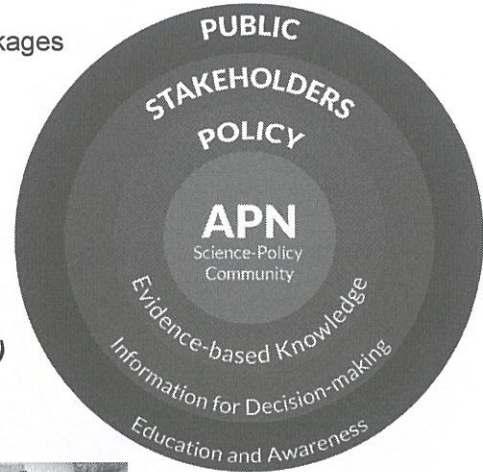 kages
PUBLIC
STAKEHOLDERS
POLICY
APN
Science-Policy
Community
Evidence-based Knowledge
Information for Decision-making
Education and Awareness
)